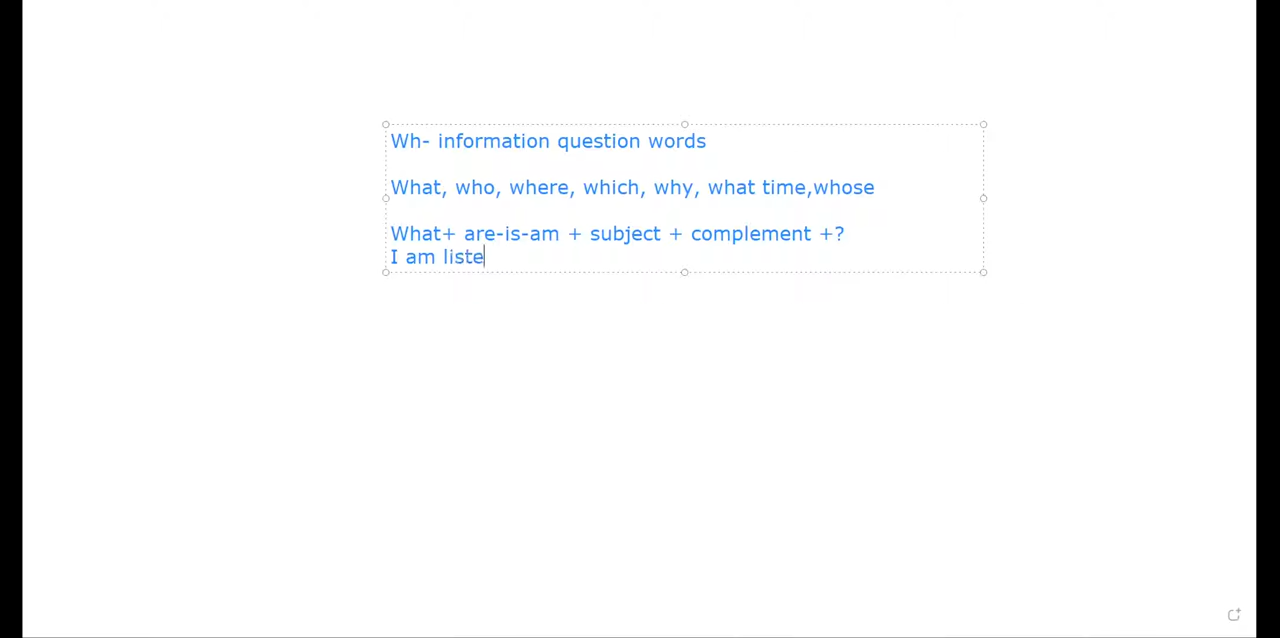 Wh- information question words
What, who, where, which, why, what time,whose
What+ are-is-am + subject + complement +?
I am liste